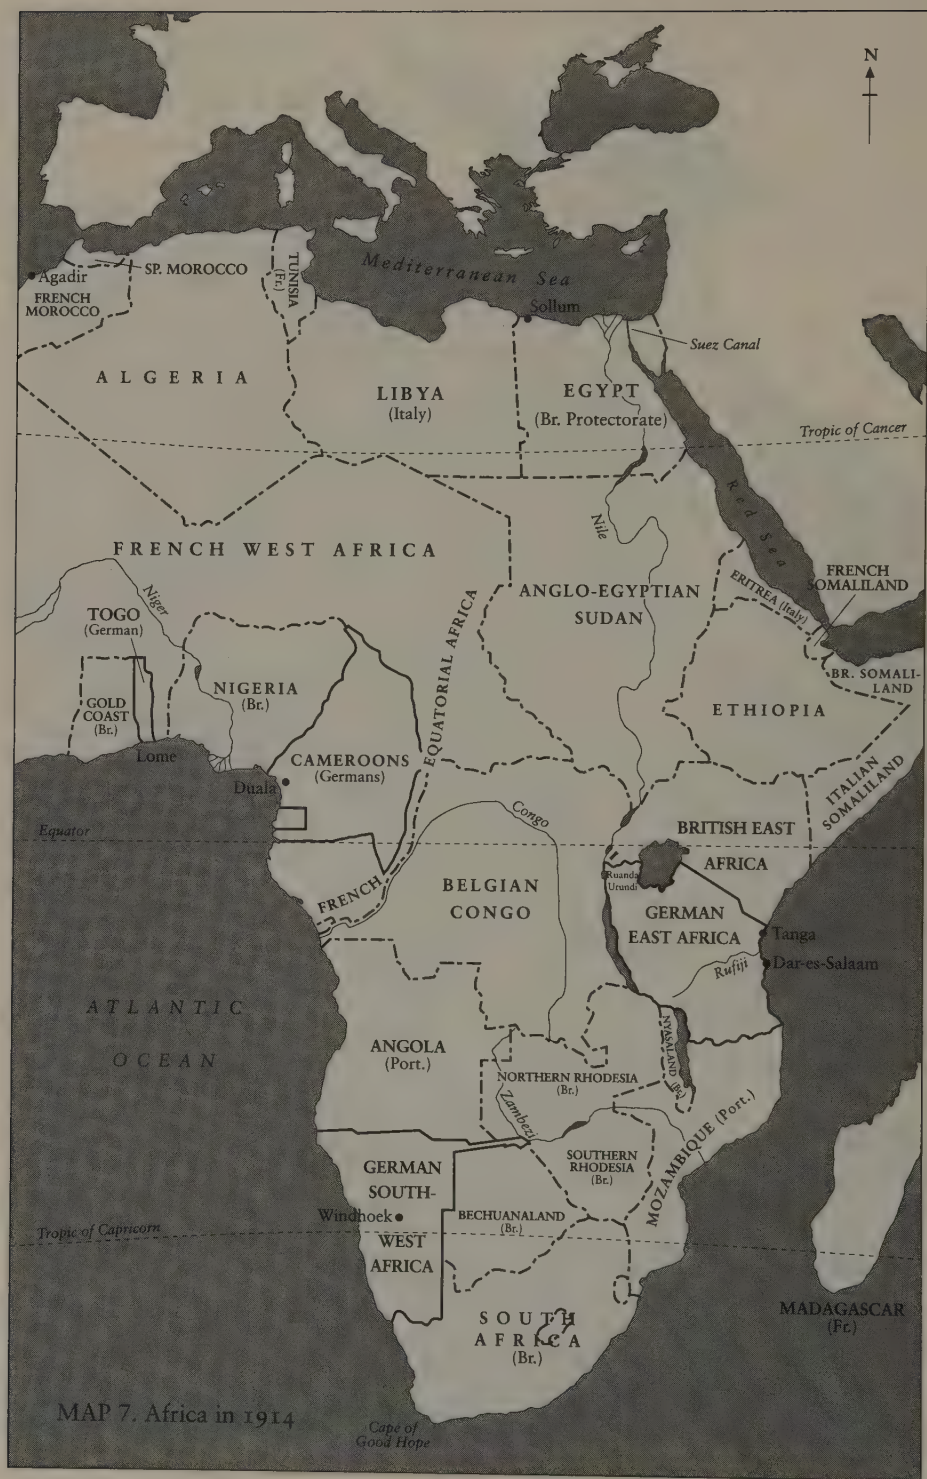 N
Mediterranean Sea
SP. MOROCCO
Agadir
FRENCH
MOROCCO
TUNISIA
(Fr.)
Sollum
Suez Canal
ALGERIA
LIBYA
(Italy)
EGYPT
(Br. Protectorate)
Tropic of Cancer
Red Sea
Nile
FRENCH WEST AFRICA
Niger
TOGO
(German)
ANGLO-EGYPTIAN
SUDAN
ERITREA (Italy)
FRENCH
SOMALILAND
BR. SOMALI-
LAND
GOLD
COAST
(Br.)
NIGERIA
(Br.)
FRENCH EQUATORIAL AFRICA
ETHIOPIA
Lome
CAMEROONS
(Germans)
Duala
ITALIAN
SOMALILAND
Equator
Congo
BRITISH EAST
AFRICA
BELGIAN
CONGO
Ruanda
Urundi
GERMAN
EAST AFRICA
Tanga
Dar-es-Salaam
Rufiji
ATLANTIC
OCEAN
ANGOLA
(Port.)
NYASALAND (Br.)
NORTHERN RHODESIA
(Br.)
Zambezi
MOZAMBIQUE (Port.)
SOUTHERN
RHODESIA
(Br.)
GERMAN
SOUTH-
WEST
AFRICA
Windhoek
BECHUANALAND
(Br.)
Tropic of Capricorn
SOUTH
AFRICA
(Br.)
MADAGASCAR
(Fr.)
MAP 7. Africa in 1914
Cape of
Good Hope